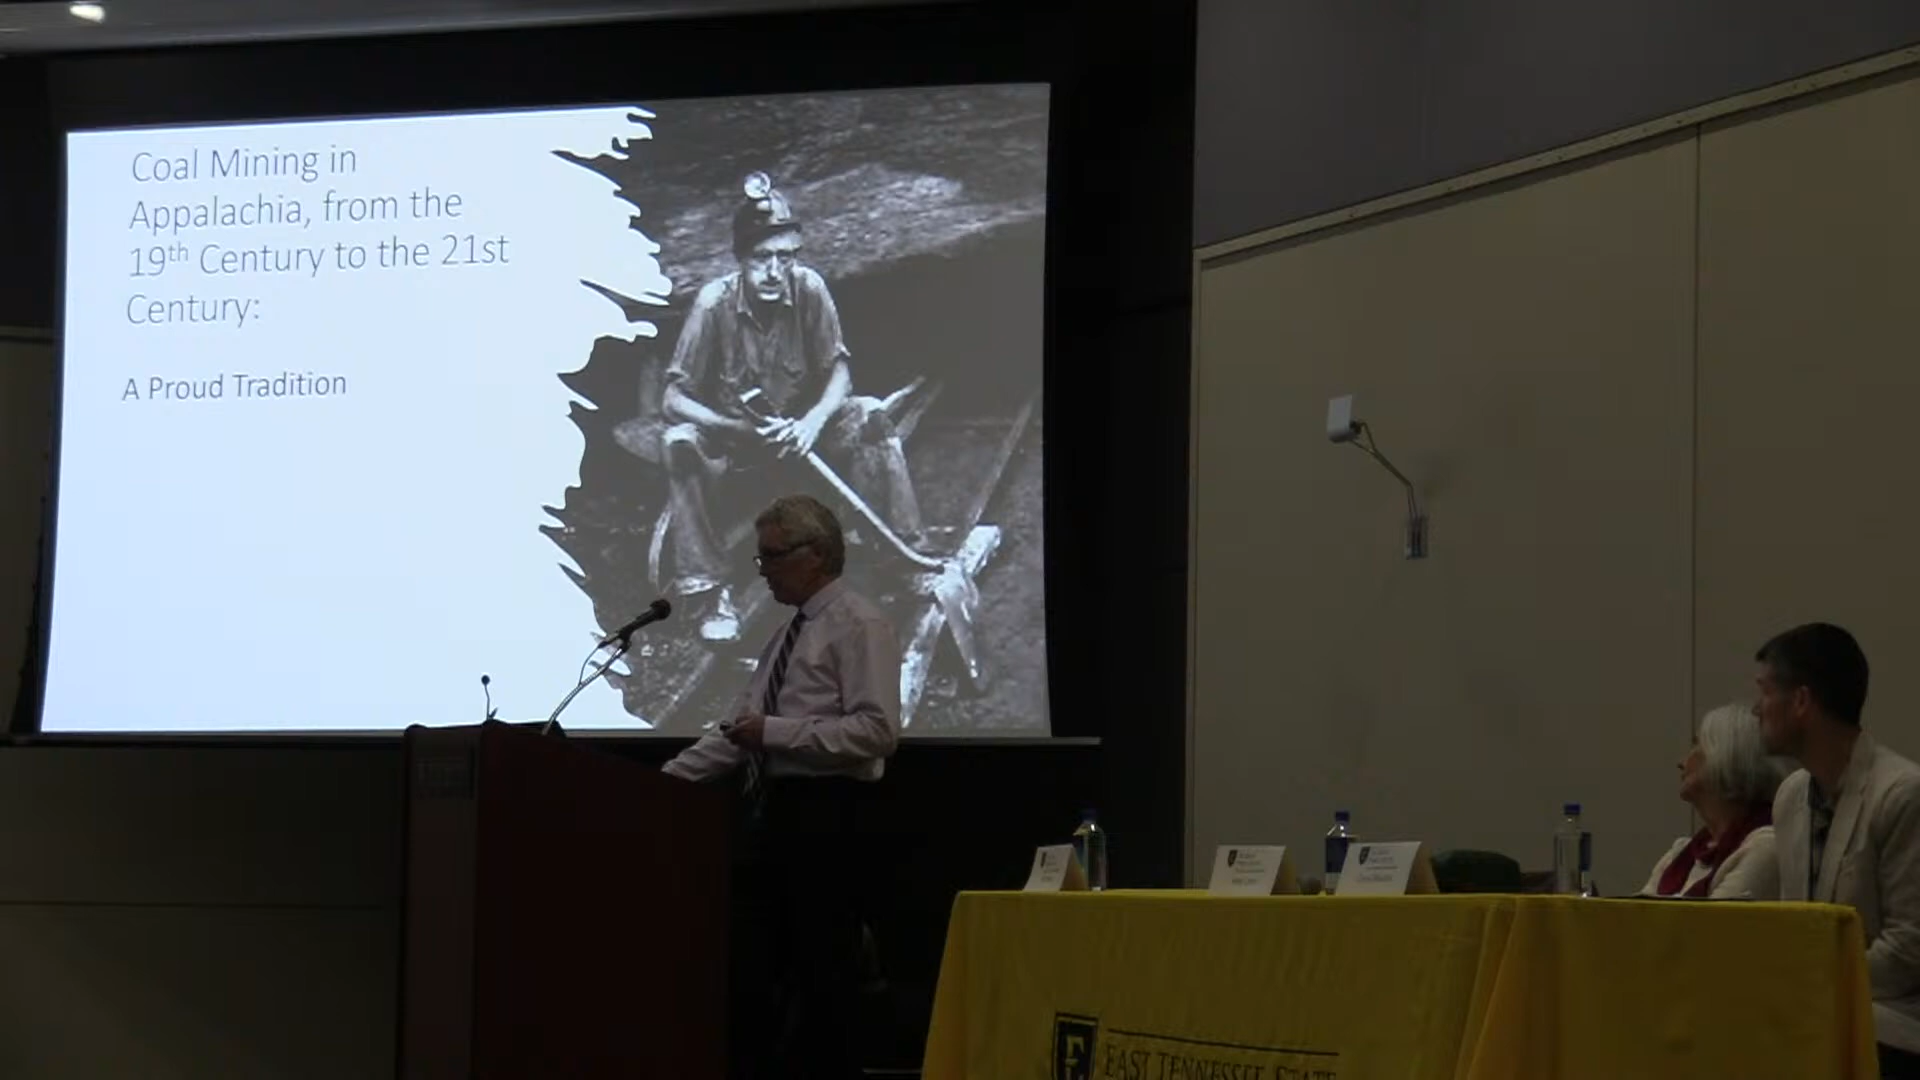 Coal Mining in
Appalachia, from the
19th Century to the 21st
Century:
A Proud Tradition
EAST TENNESSEE STATE